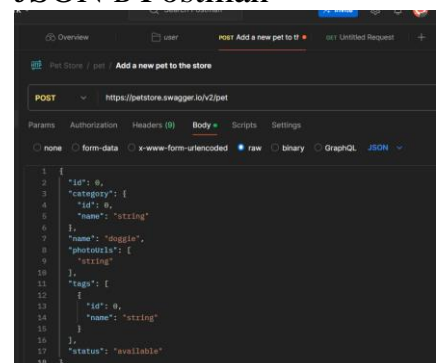 JSON в Postman
Overview user POST Add a new pet to tl GET Untitled Request +
Pet Store / pet / Add a new pet to the store
POST https://petstore.swagger.io/v2/pet
Params Authorization Headers (9) Body Scripts Settings
none form-data x-www-form-urlencoded raw binary GraphQL JSON
1 {
2 "id": 0,
3 "category": {
4 "id": 0,
5 "name": "string"
6 },
7 "name": "doggie",
8 "photoUrls": [
9 "string"
10 ],
11 "tags": [
12 {
13 "id": 0,
14 "name": "string"
15 }
16 ],
17 "status": "available"
18 }